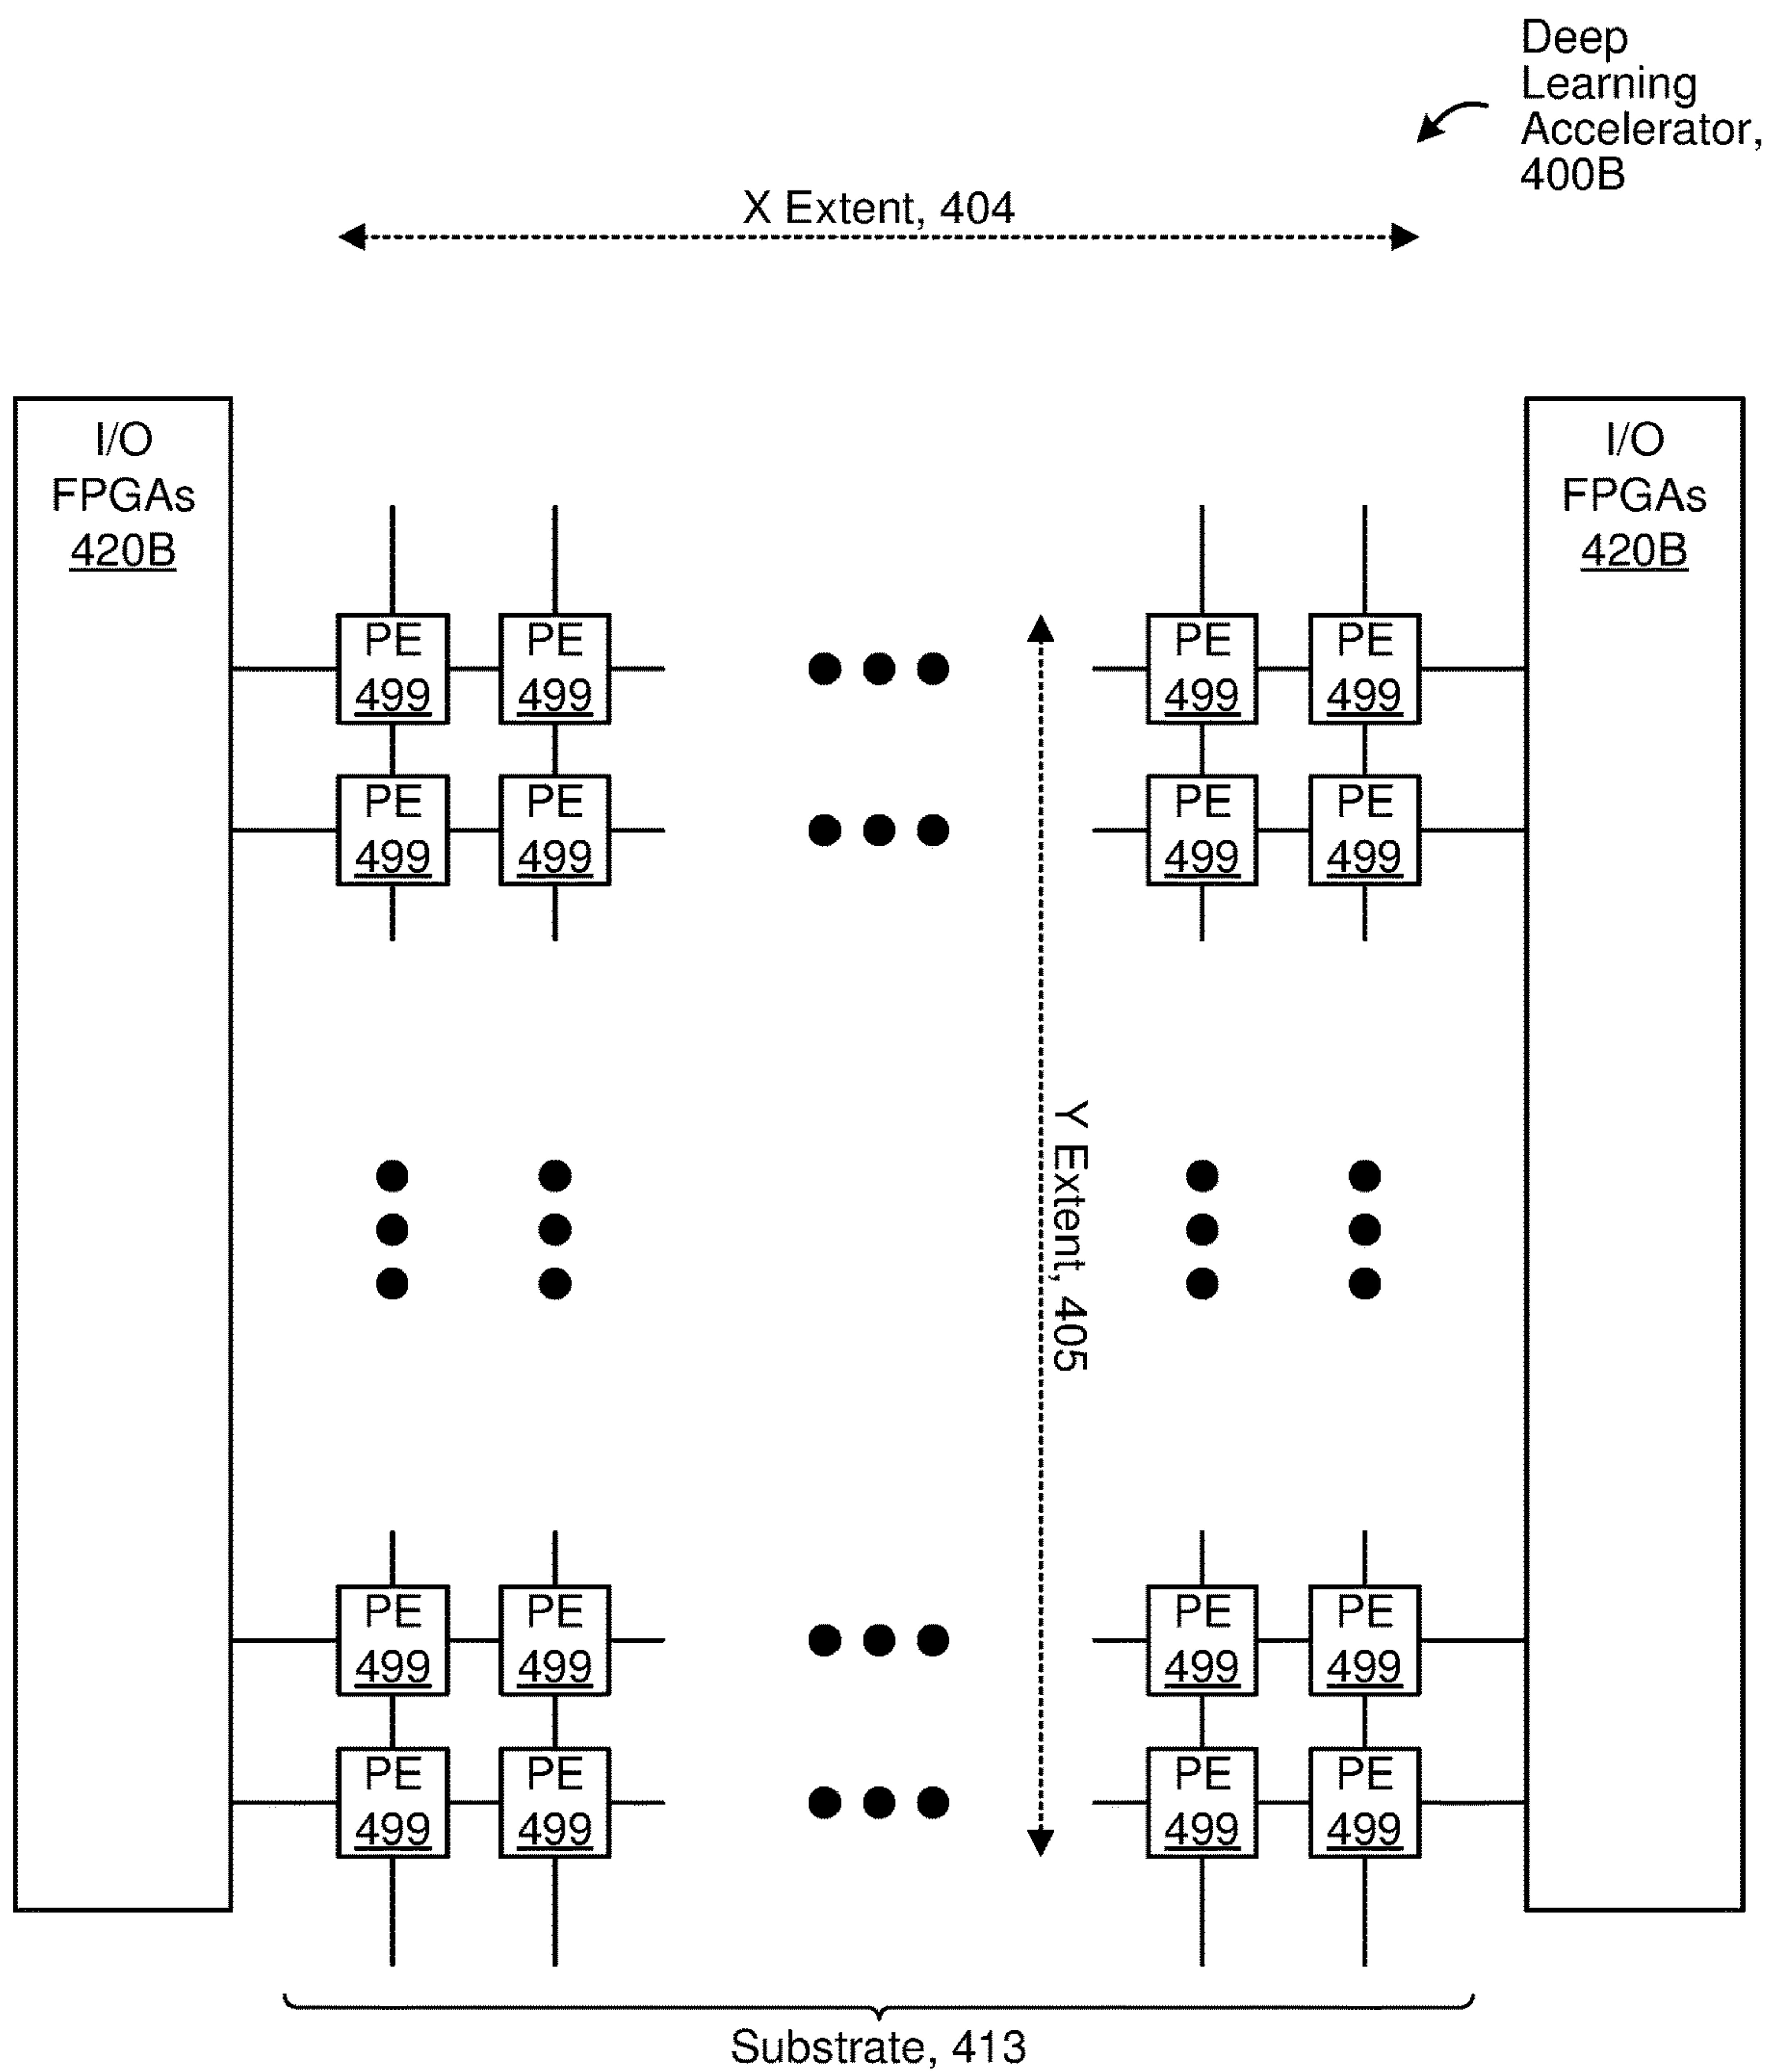 Deep
Learning
Accelerator,
400B
X Extent, 404
I/O
FPGAs
420B
I/O
FPGAs
420B
PE
499
PE
499
PE
499
PE
499
PE
499
PE
499
PE
499
PE
499
Y Extent, 405
PE
499
PE
499
PE
499
PE
499
PE
499
PE
499
PE
499
PE
499
Substrate, 413